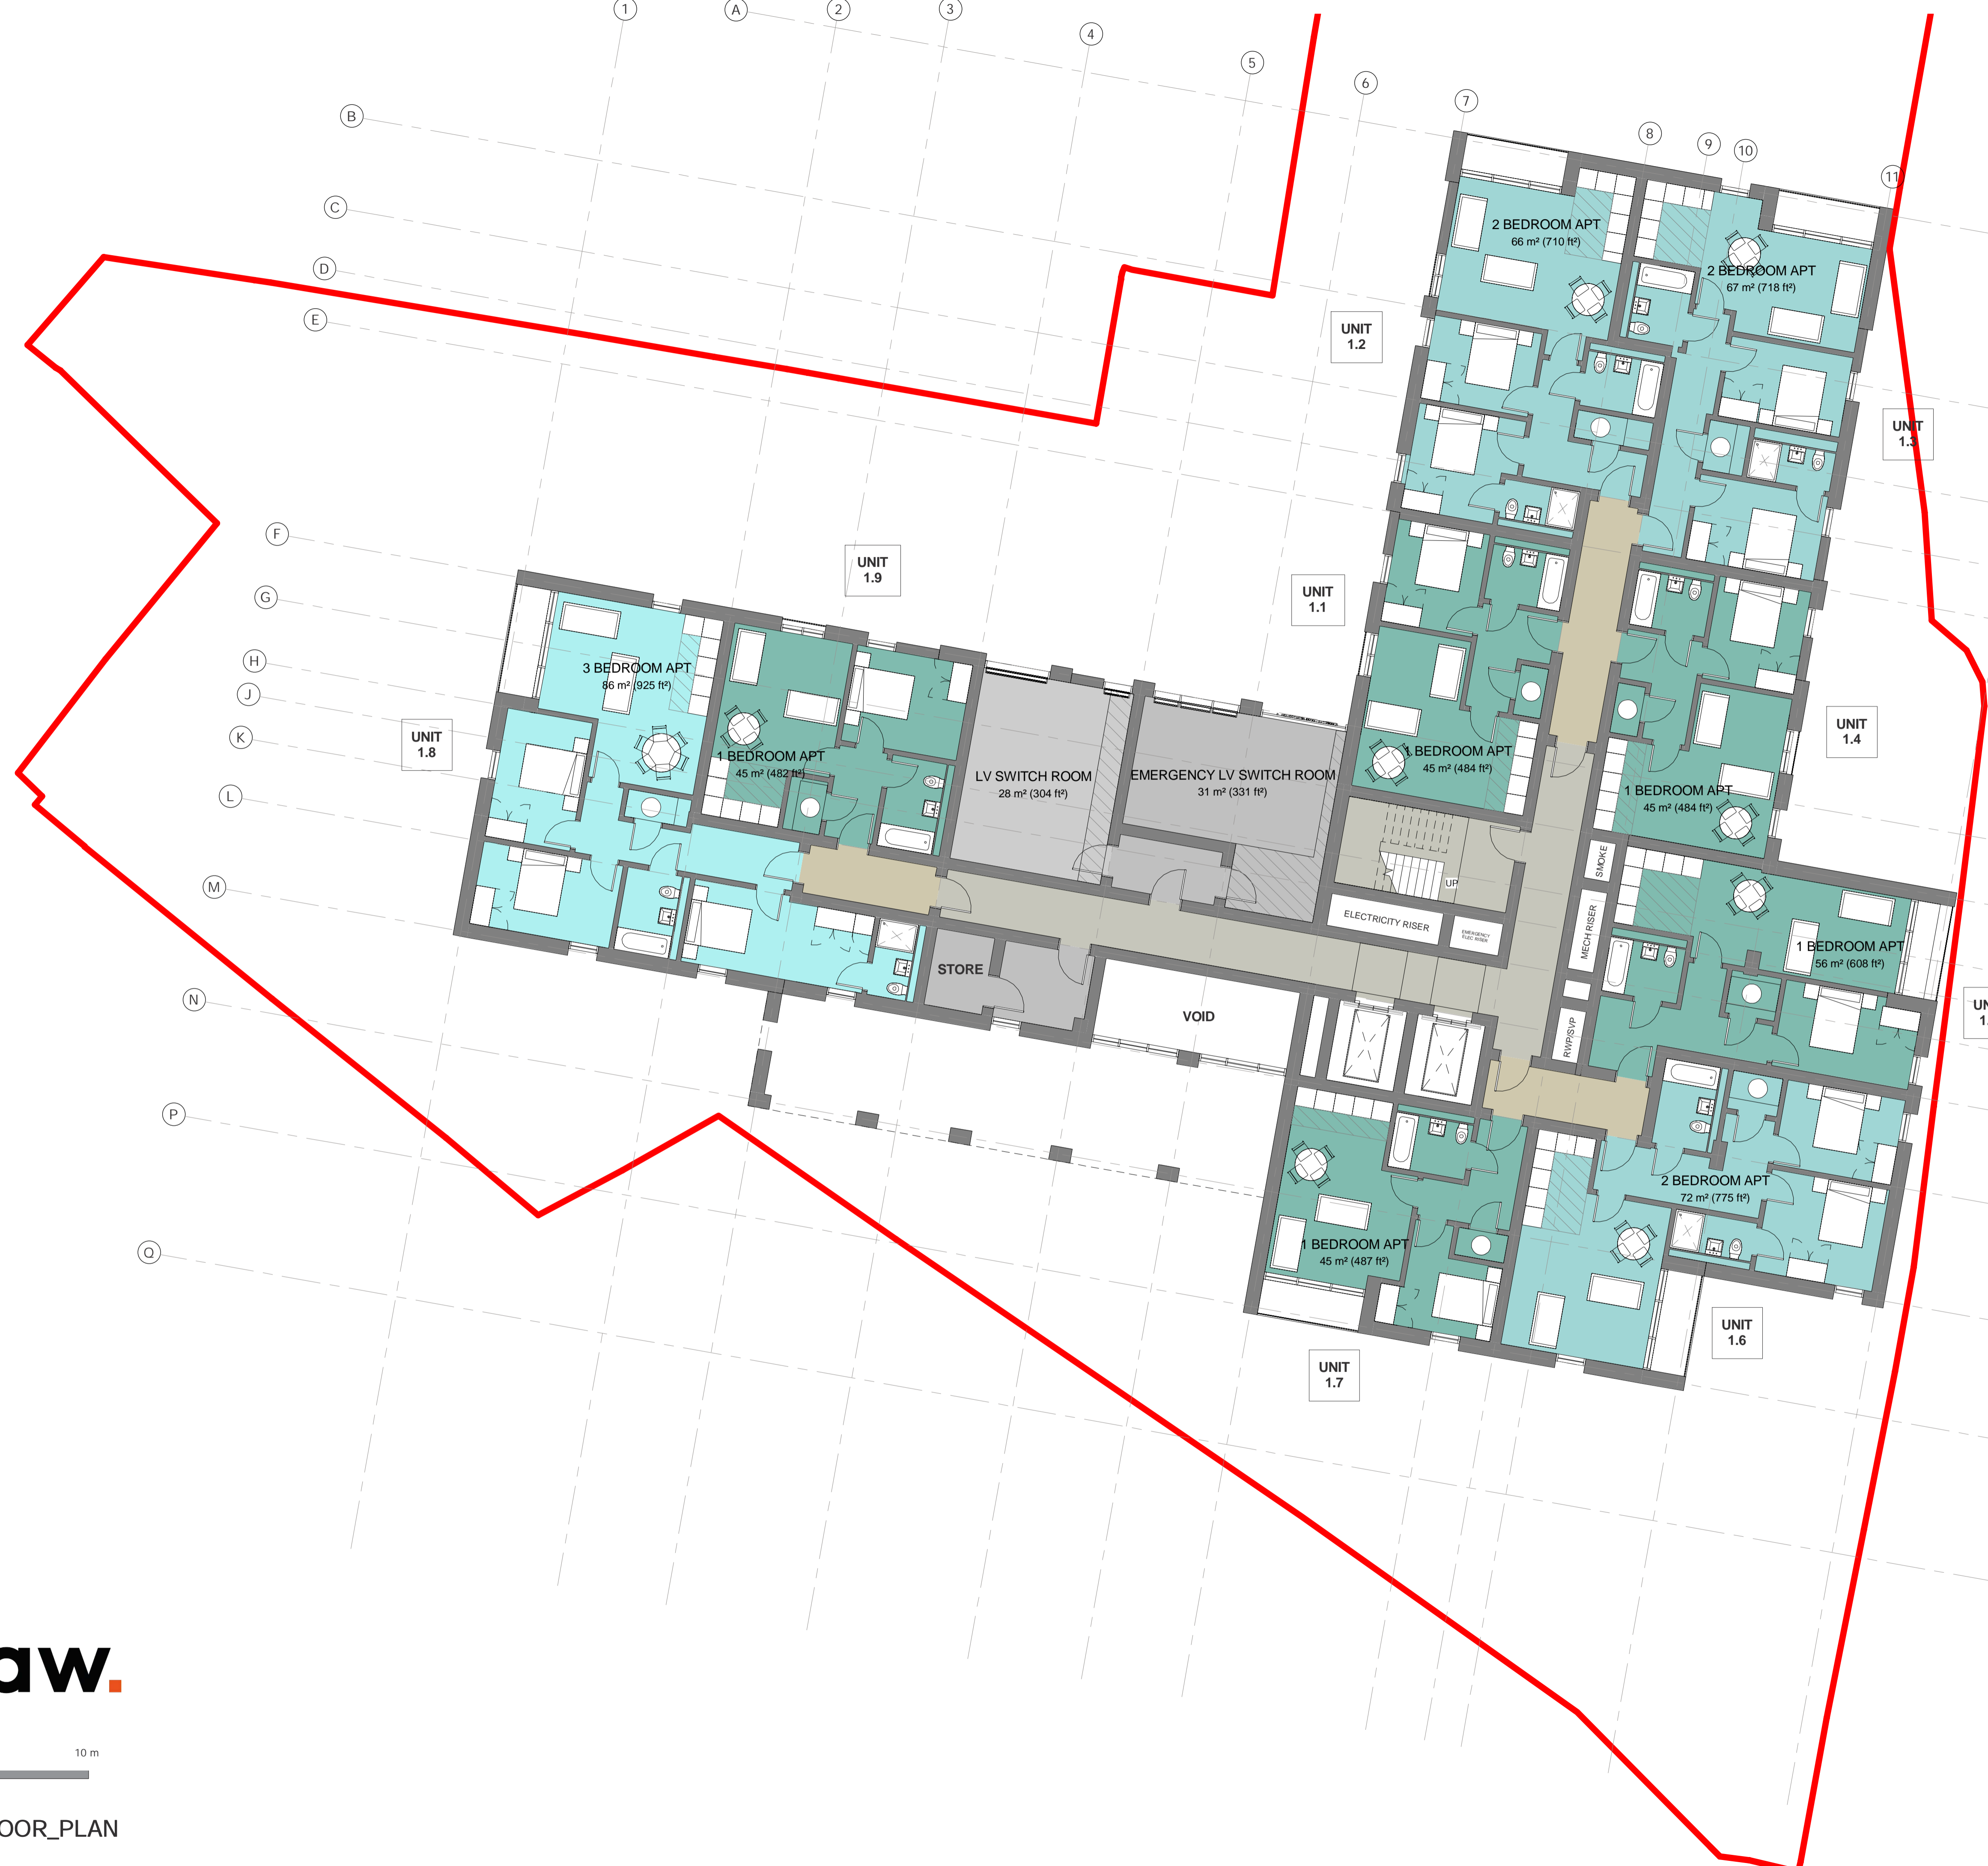 1
A
2
3
4
5
6
7
8
9
10
11
B
C
D
E
F
G
H
J
K
L
M
N
P
Q
2 BEDROOM APT
66 m² (710 ft²)
2 BEDROOM APT
67 m² (718 ft²)
UNIT
1.2
UNIT
1.3
UNIT
1.9
UNIT
1.1
3 BEDROOM APT
86 m² (925 ft²)
UNIT
1.8
1 BEDROOM APT
45 m² (482 ft²)
LV SWITCH ROOM
28 m² (304 ft²)
EMERGENCY LV SWITCH ROOM
31 m² (331 ft²)
1 BEDROOM APT
45 m² (484 ft²)
UNIT
1.4
1 BEDROOM APT
45 m² (484 ft²)
SMOKE
UP
ELECTRICITY RISER
EMERGENCY
ELEC RISER
MECH RISER
1 BEDROOM APT
56 m² (608 ft²)
STORE
VOID
RWP/SVP
2 BEDROOM APT
72 m² (775 ft²)
1 BEDROOM APT
45 m² (487 ft²)
UNIT
1.6
UNIT
1.7
aw.
10 m
OOR_PLAN